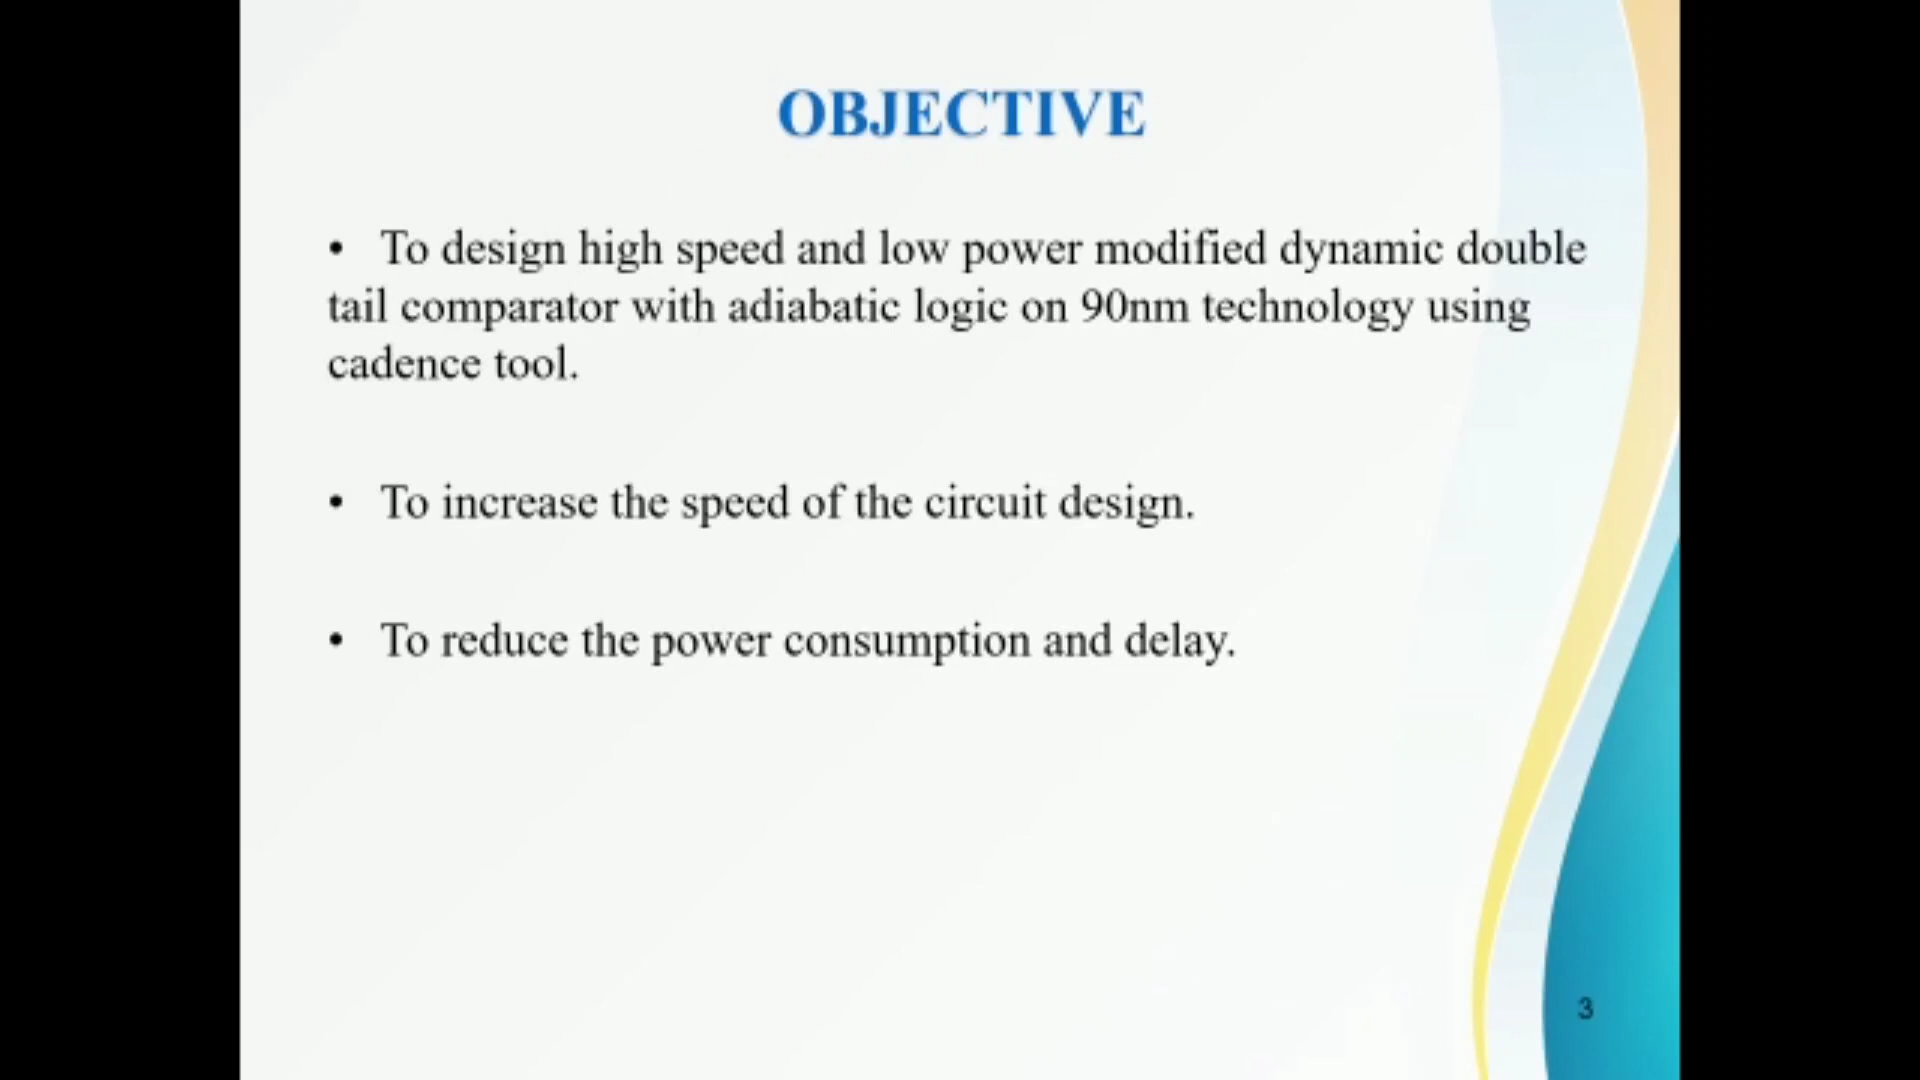 OBJECTIVE
• To design high speed and low power modified dynamic double
tail comparator with adiabatic logic on 90nm technology using
cadence tool.
• To increase the speed of the circuit design.
• To reduce the power consumption and delay.
3